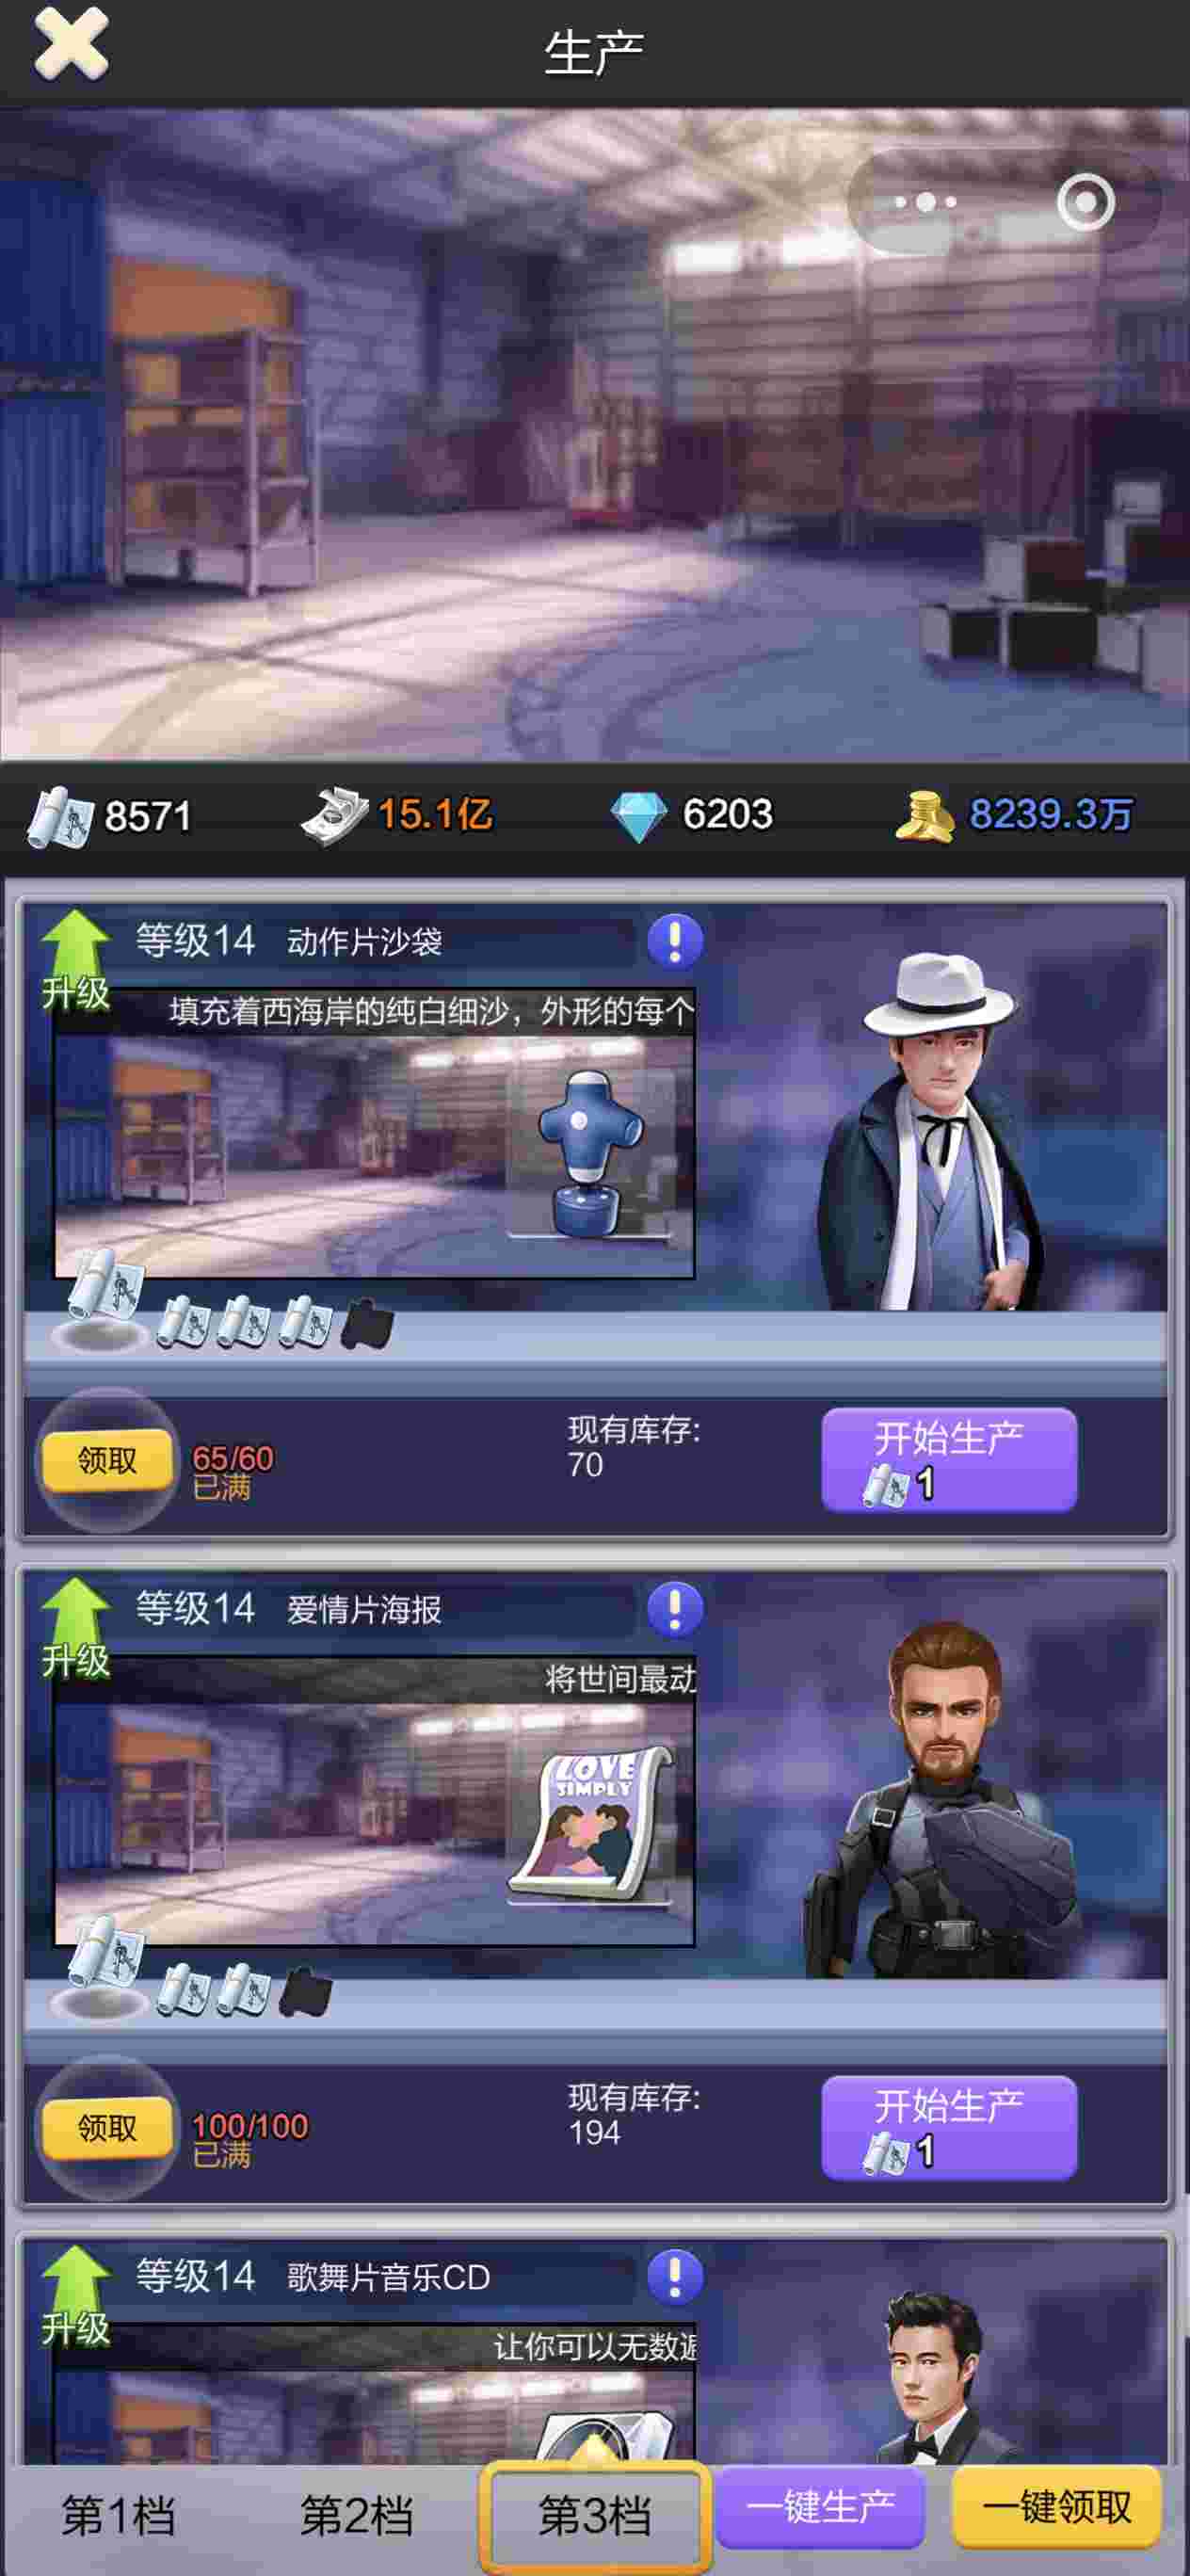 生产
8571
15.1亿
6203
8239.3万
等级14 动作片沙袋
升级
填充着西海岸的纯白细沙，外形的每个
领取
65/60
已满
现有库存:
70
开始生产
1
等级14 爱情片海报
升级
将世间最动
LOVE
SIMPLY
领取
100/100
已满
现有库存:
194
开始生产
1
等级14 歌舞片音乐CD
升级
让你可以无数遍
第1档
第2档
第3档
一键生产
一键领取